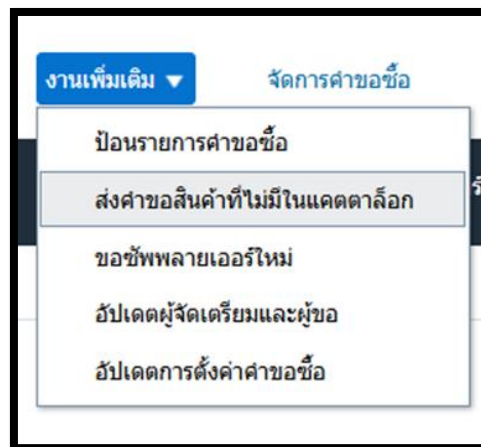 งานเพิ่มเติม จัดการคำขอซื้อ
ป้อนรายการคำขอซื้อ
ส่งคำขอสินค้าที่ไม่มีในแคตตาล็อก
ขอซัพพลายเออร์ใหม่
อัปเดตผู้จัดเตรียมและผู้ขอ
อัปเดตการตั้งค่าคำขอซื้อ